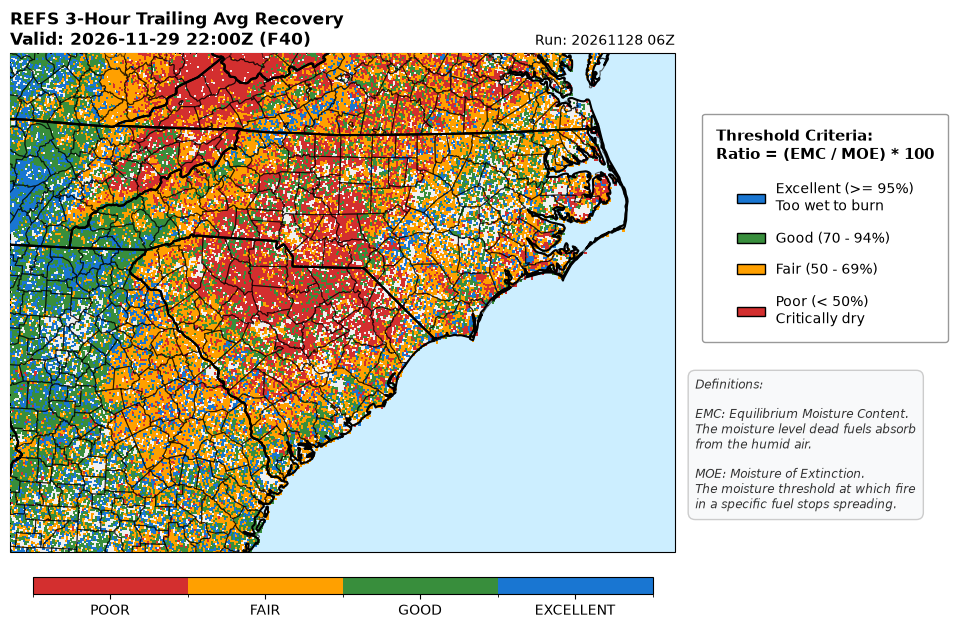 REFS 3-Hour Trailing Avg Recovery
Valid: 2026-11-29 22:00Z (F40)
Run: 20261128 06Z
Threshold Criteria:
Ratio = (EMC / MOE) * 100
Excellent (>= 95%)
Too wet to burn
Good (70 - 94%)
Fair (50 - 69%)
Poor (< 50%)
Critically dry
Definitions:
EMC: Equilibrium Moisture Content.
The moisture level dead fuels absorb
from the humid air.
MOE: Moisture of Extinction.
The moisture threshold at which fire
in a specific fuel stops spreading.
POOR
FAIR
GOOD
EXCELLENT